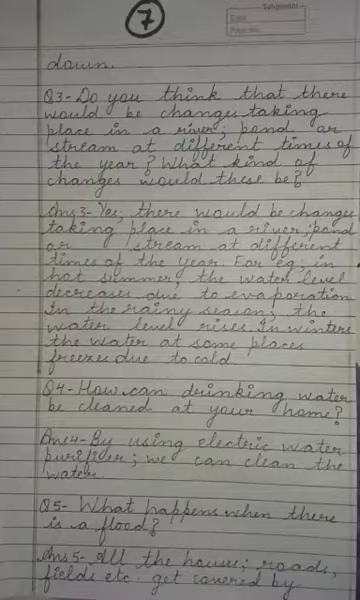 7
Date
Page No.
down.
Q3- Do you think that there
would be changes taking
place in a river; pond or
stream at different times of
the year? What kind of
changes would these be?
Ans3- Yes; there would be changes
taking place in a river; pond
or stream at different
times of the year. For eg; in
hot summer, the water level
decreases due to evaporation
in the rainy season; the
water level rises. In winters
the water at some places
freezes due to cold
Q4- How can drinking water
be cleaned at your home?
Ans4- By using electric water
purifier; we can clean the
water.
Q5- What happens when there
is a flood?
Ans5- All the houses; roads,
fields etc. get covered by